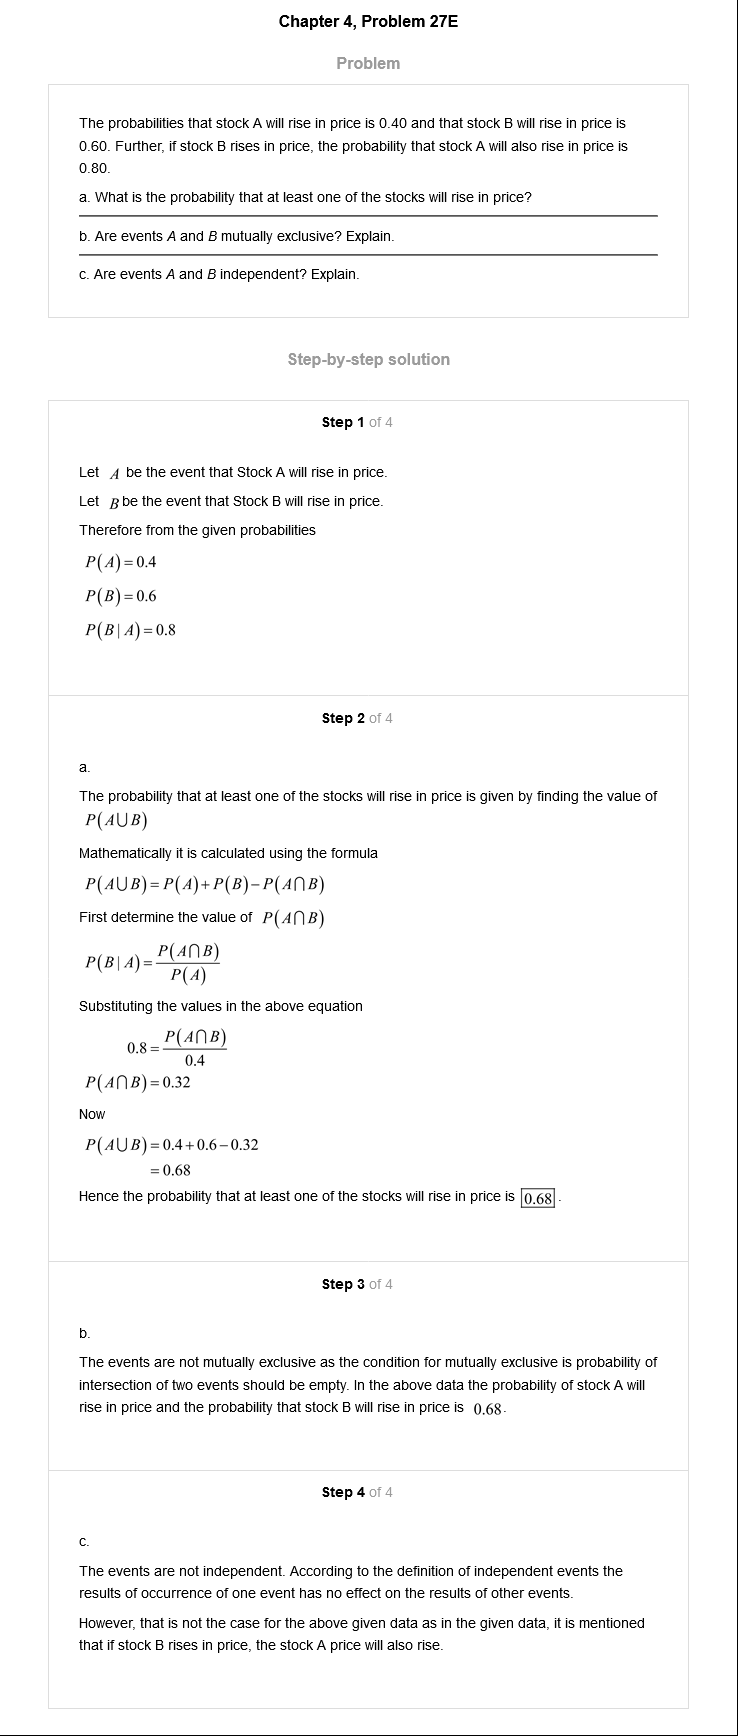 Chapter 4, Problem 27E
Problem
The probabilities that stock A will rise in price is 0.40 and that stock B will rise in price is
0.60. Further, if stock B rises in price, the probability that stock A will also rise in price is
0.80.
a. What is the probability that at least one of the stocks will rise in price?
b. Are events A and B mutually exclusive? Explain.
c. Are events A and B independent? Explain.
Step-by-step solution
Step 1 of 4
Let A be the event that Stock A will rise in price.
Let B be the event that Stock B will rise in price.
Therefore from the given probabilities
P(A)=0.4
P(B)=0.6
P(B|A)=0.8
Step 2 of 4
a.
The probability that at least one of the stocks will rise in price is given by finding the value of
P(A⋃B)
Mathematically it is calculated using the formula
P(A⋃B)=P(A)+P(B)−P(A⋂B)
First determine the value of P(A⋂B)
P(B|A)=P(A⋂B)/P(A)
Substituting the values in the above equation
0.8=P(A⋂B)/0.4
P(A⋂B)=0.32
Now
P(A⋃B)=0.4+0.6−0.32
=0.68
Hence the probability that at least one of the stocks will rise in price is 0.68.
Step 3 of 4
b.
The events are not mutually exclusive as the condition for mutually exclusive is probability of
intersection of two events should be empty. In the above data the probability of stock A will
rise in price and the probability that stock B will rise in price is 0.68.
Step 4 of 4
c.
The events are not independent. According to the definition of independent events the
results of occurrence of one event has no effect on the results of other events.
However, that is not the case for the above given data as in the given data, it is mentioned
that if stock B rises in price, the stock A price will also rise.